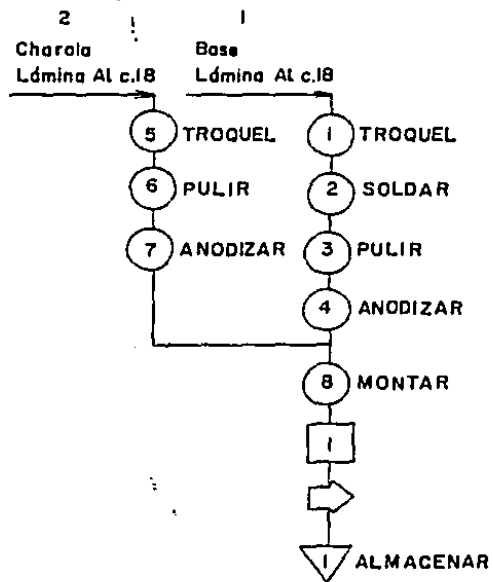 2 1
Charola Base
Lámina Al c.18 Lámina Al c.18
5 TROQUEL 1 TROQUEL
6 PULIR 2 SOLDAR
7 ANODIZAR 3 PULIR
4 ANODIZAR
8 MONTAR
1
1 ALMACENAR